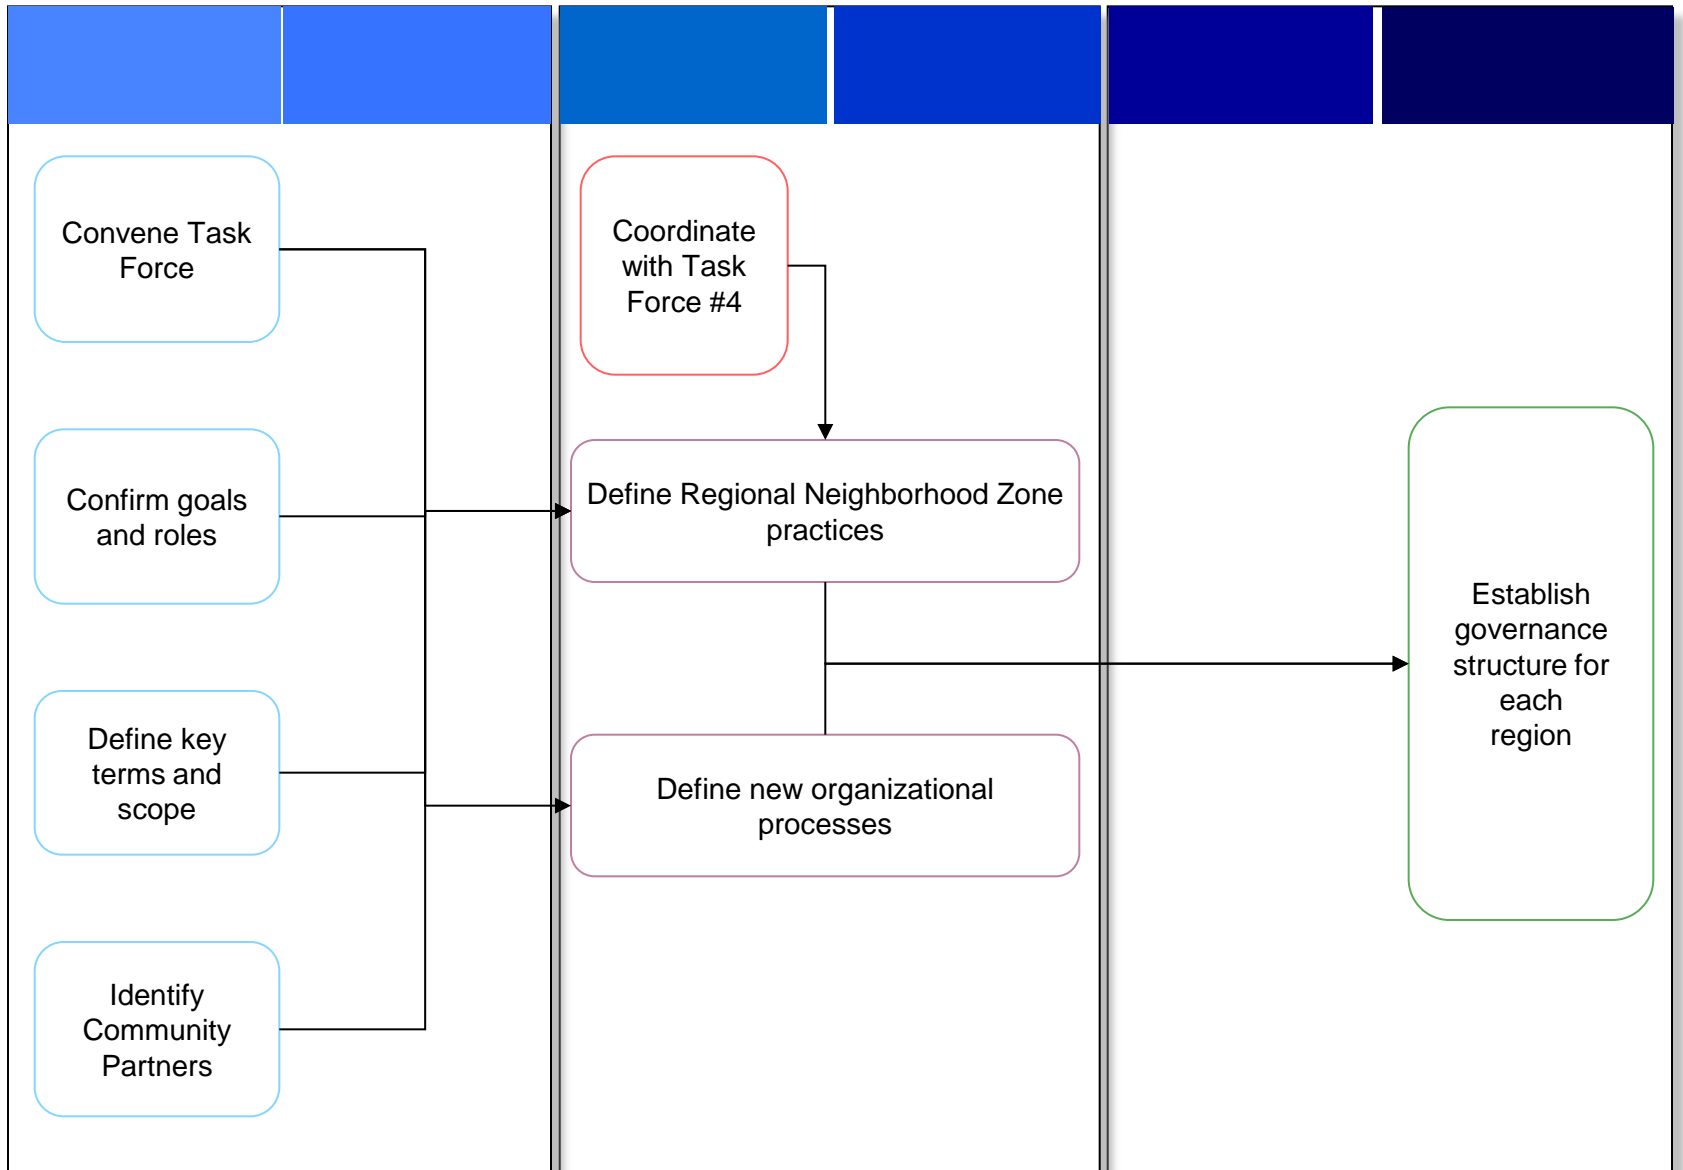 Convene Task
Force
Confirm goals
and roles
Define key
terms and
scope
Identify
Community
Partners
Coordinate
with Task
Force #4
Define Regional Neighborhood Zone
practices
Define new organizational
processes
Establish
governance
structure for
each
region